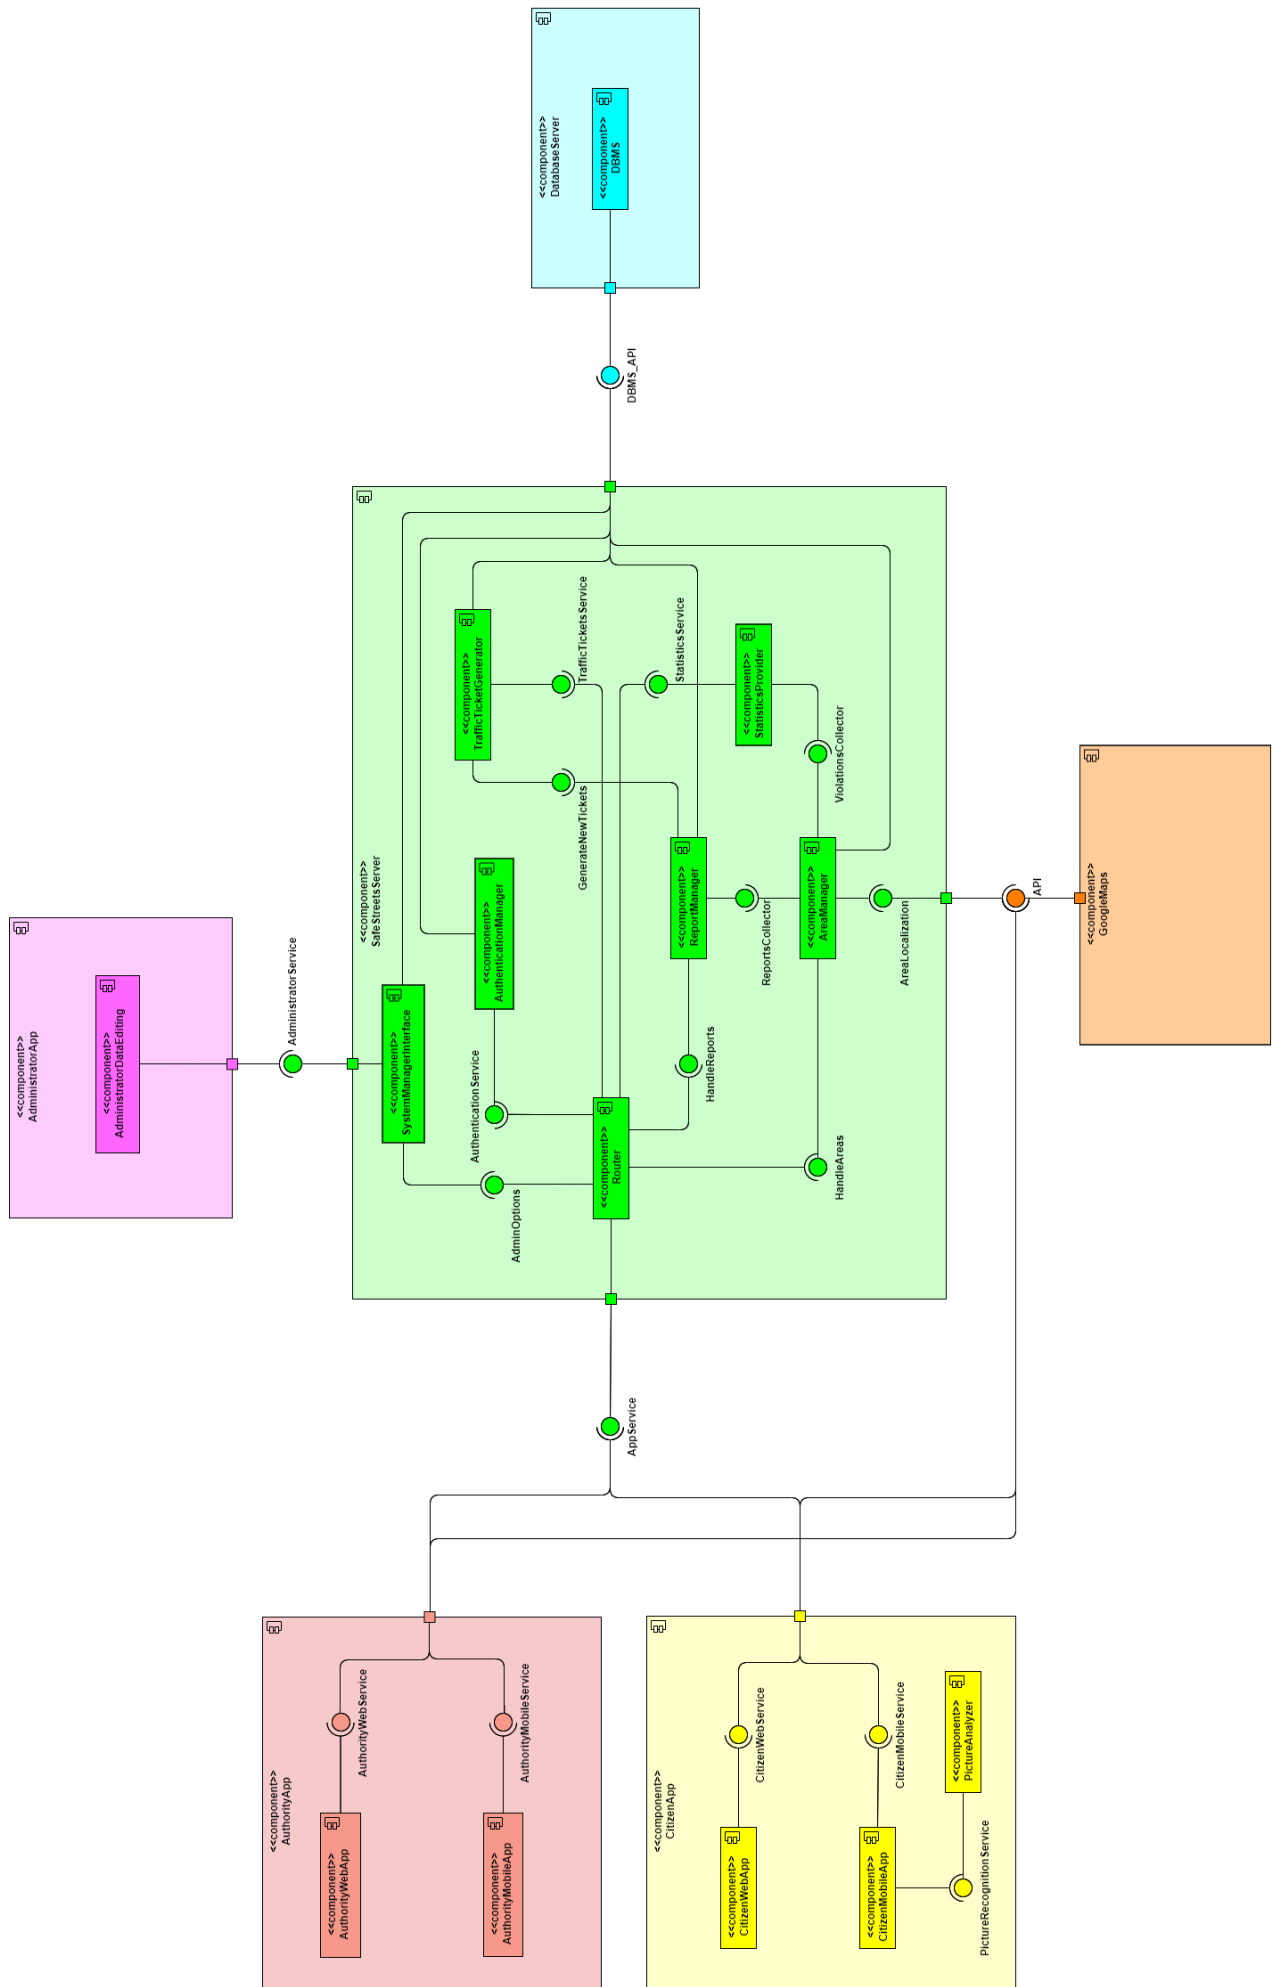 <<component>>
DatabaseServer
<<component>>
DBMS
DBMS_API
<<component>>
SafeStreetsServer
<<component>>
TrafficTicketGenerator
TrafficTicketsService
StatisticsService
<<component>>
StatisticsProvider
ViolationsCollector
GenerateNewTickets
<<component>>
AuthenticationManager
<<component>>
ReportManager
ReportsCollector
<<component>>
AreaManager
AreaLocalization
API
<<component>>
GoogleMaps
<<component>>
AdministratorApp
<<component>>
AdministratorDataEditing
AdministratorService
<<component>>
SystemManagerInterface
AuthenticationService
AdminOptions
<<component>>
Router
HandleReports
HandleAreas
AppService
<<component>>
AuthorityApp
AuthorityWebService
AuthorityMobileService
<<component>>
AuthorityWebApp
<<component>>
AuthorityMobileApp
<<component>>
CitizenApp
CitizenWebService
CitizenMobileService
<<component>>
CitizenWebApp
<<component>>
CitizenMobileApp
<<component>>
PictureAnalyzer
PictureRecognitionService